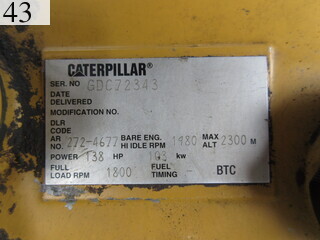 43
CATERPILLAR®
SER. NO GDC72343
DATE
DELIVERED
MODIFICATION NO.
DLR
CODE
AR NO. 272-4677 BARE ENG. HI IDLE RPM 1980 MAX ALT 2300 M
POWER 138 HP 103 kw
FULL LOAD RPM 1800 FUEL TIMING - BTC